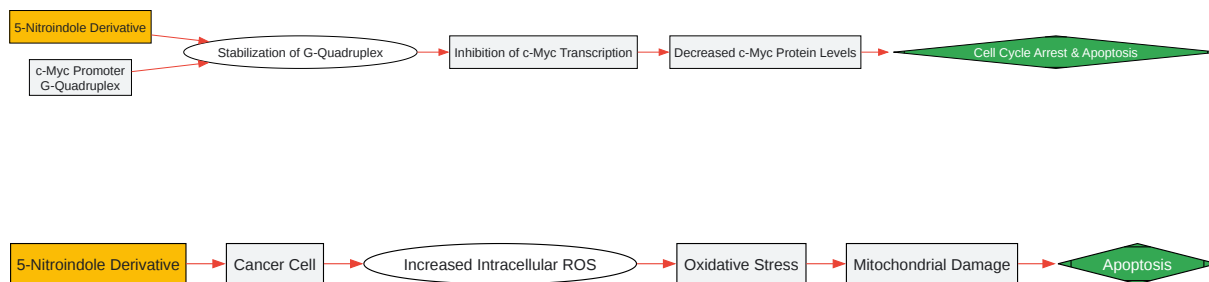 5-Nitroindole Derivative
c-Myc Promoter
G-Quadruplex
Stabilization of G-Quadruplex
Inhibition of c-Myc Transcription
Decreased c-Myc Protein Levels
Cell Cycle Arrest & Apoptosis
5-Nitroindole Derivative
Cancer Cell
Increased Intracellular ROS
Oxidative Stress
Mitochondrial Damage
Apoptosis